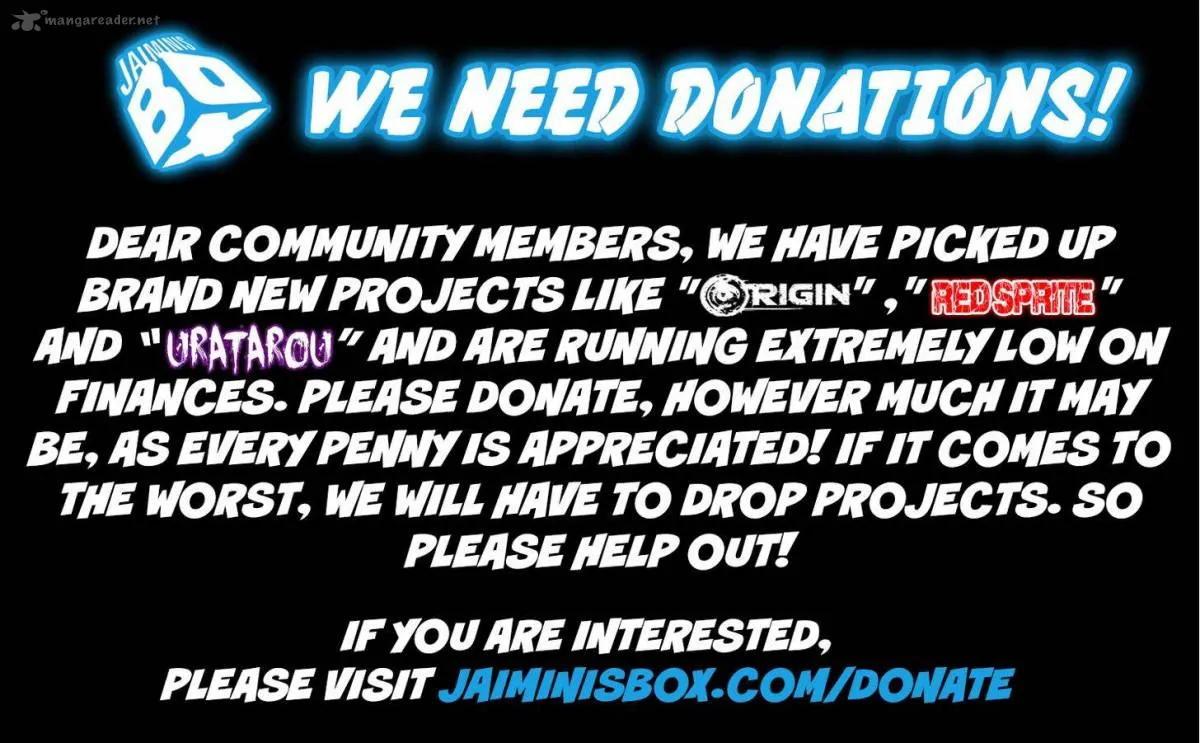 mangareader.net
JAIMINIS
BOX
WE NEED DONATIONS!
DEAR COMMUNITY MEMBERS, WE HAVE PICKED UP
BRAND NEW PROJECTS LIKE "ORIGIN", "REDSPRITE"
AND "URATAROU" AND ARE RUNNING EXTREMELY LOW ON
FINANCES. PLEASE DONATE, HOWEVER MUCH IT MAY
BE, AS EVERY PENNY IS APPRECIATED! IF IT COMES TO
THE WORST, WE WILL HAVE TO DROP PROJECTS. SO
PLEASE HELP OUT!
IF YOU ARE INTERESTED,
PLEASE VISIT JAIMINISBOX.COM/DONATE